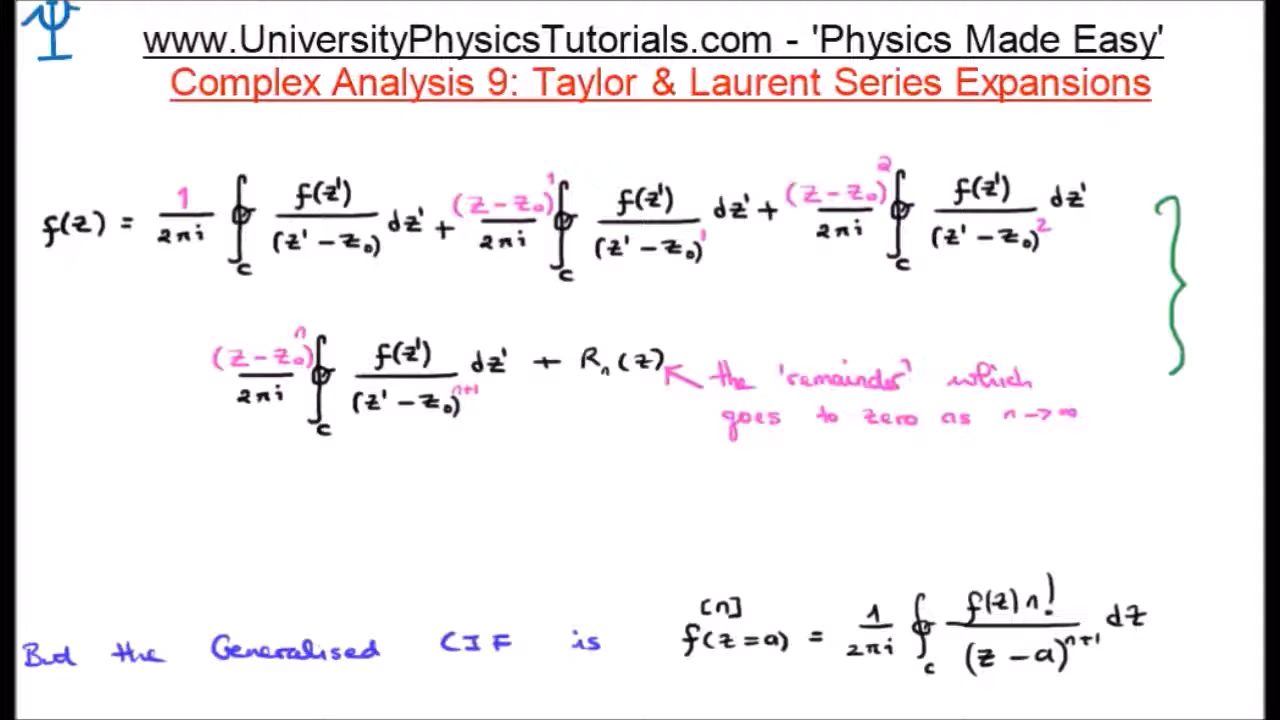 www.UniversityPhysicsTutorials.com - 'Physics Made Easy'
Complex Analysis 9: Taylor & Laurent Series Expansions
f(z) = 1/2πi ∮_C f(z')/(z' - z₀) dz' + (z - z₀)¹/2πi ∮_C f(z')/(z' - z₀)¹ dz' + (z - z₀)²/2πi ∮_C f(z')/(z' - z₀)² dz'
(z - z₀)ⁿ/2πi ∮_C f(z')/(z' - z₀)ⁿ⁺¹ dz' + Rₙ(z) the 'remainder' which
goes to zero as n → ∞
But the Generalised CIF is f^[n](z = a) = 1/2πi ∮_C f(z) n!/(z - a)ⁿ⁺¹ dz